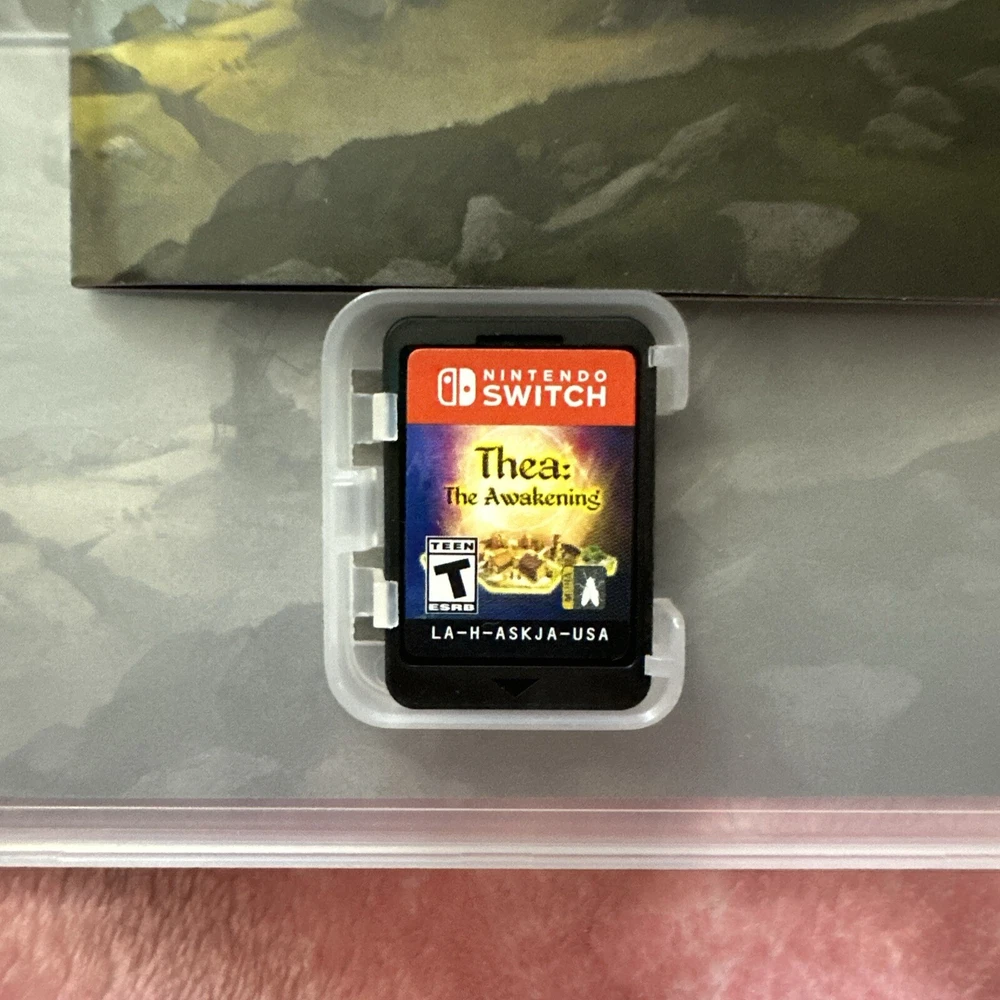 NINTENDO
SWITCH
Thea:
The Awakening
TEEN
T
ESRB
LA-H-ASKJA-USA